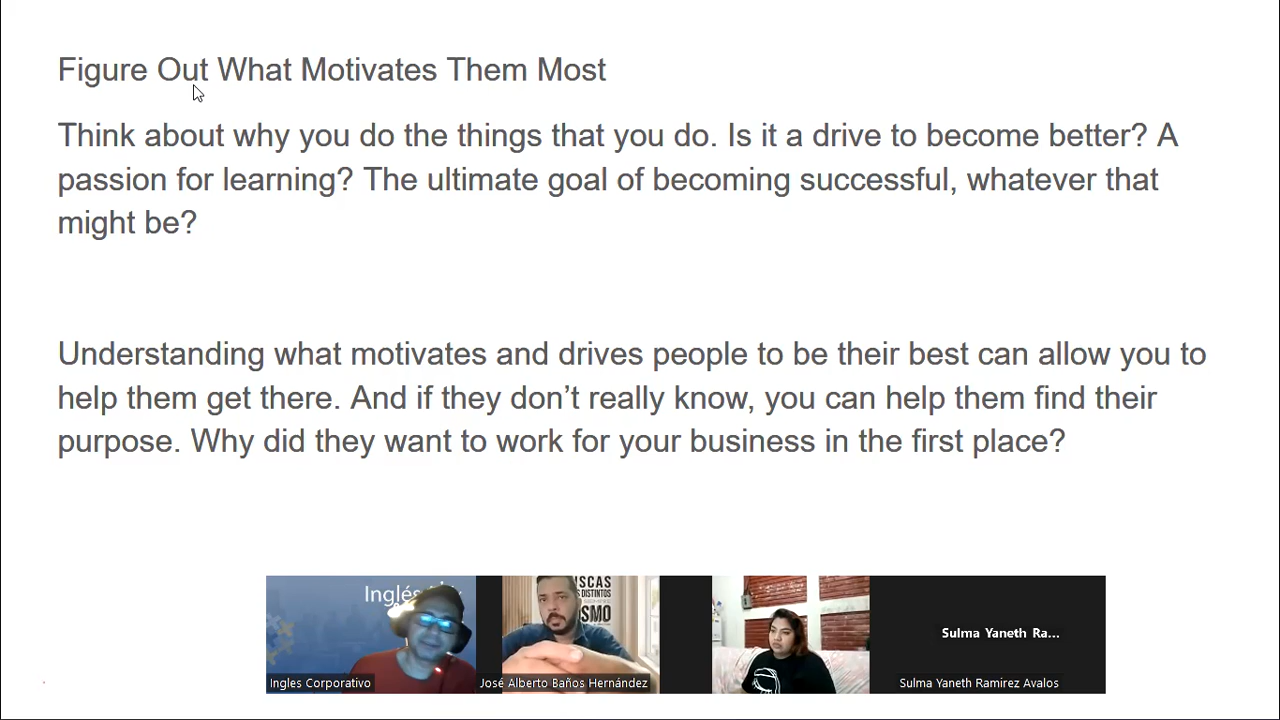 Figure Out What Motivates Them Most
Think about why you do the things that you do. Is it a drive to become better? A
passion for learning? The ultimate goal of becoming successful, whatever that
might be?
Understanding what motivates and drives people to be their best can allow you to
help them get there. And if they don’t really know, you can help them find their
purpose. Why did they want to work for your business in the first place?
Inglés
Ingles Corporativo
José Alberto Baños Hernández
Sulma Yaneth Ra...
Sulma Yaneth Ramírez Avalos